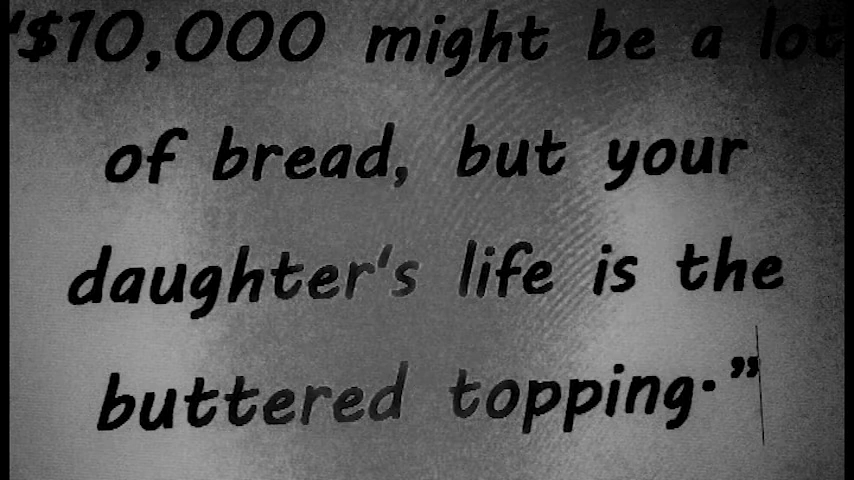 "$10,000 might be a lot
of bread, but your
daughter's life is the
buttered topping."